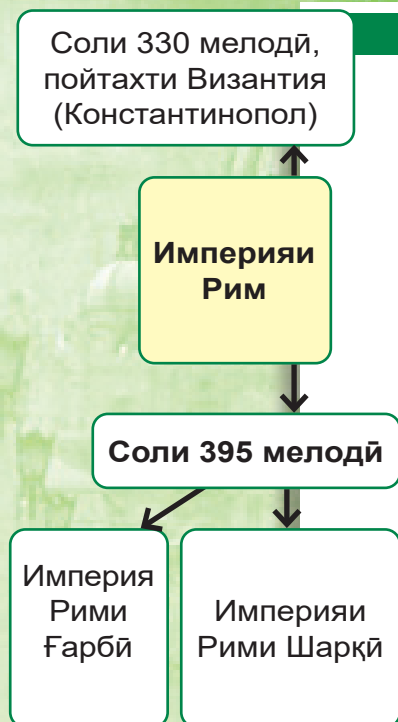 Соли 330 мелодӣ,
пойтахти Византия
(Константинопол)
Империяи
Рим
Соли 395 мелодӣ
Империя
Рими
Ғарбӣ
Империяи
Рими Шарқӣ